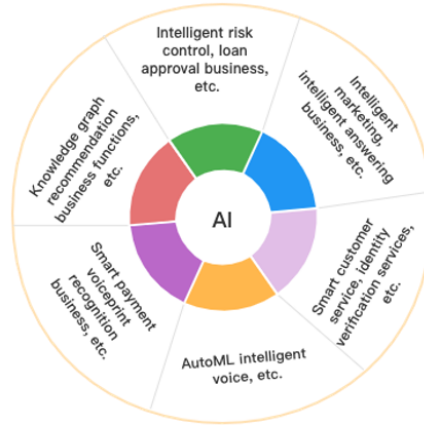 Intelligent risk
control, loan
approval business,
etc.
Intelligent
marketing,
intelligent answering
business, etc.
Smart customer
service, identity
verification services,
etc.
AutoML intelligent
voice, etc.
Smart payment
voiceprint
recognition
business, etc.
Knowledge graph
recommendation
business functions,
etc.
AI